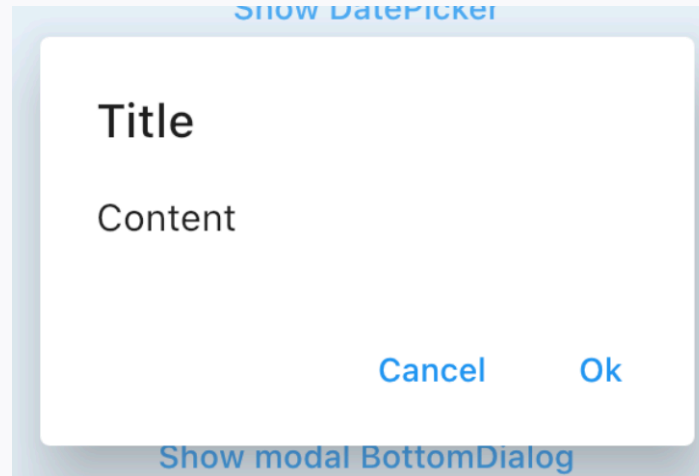 Show DatePicker
Title
Content
Cancel Ok
Show modal BottomDialog